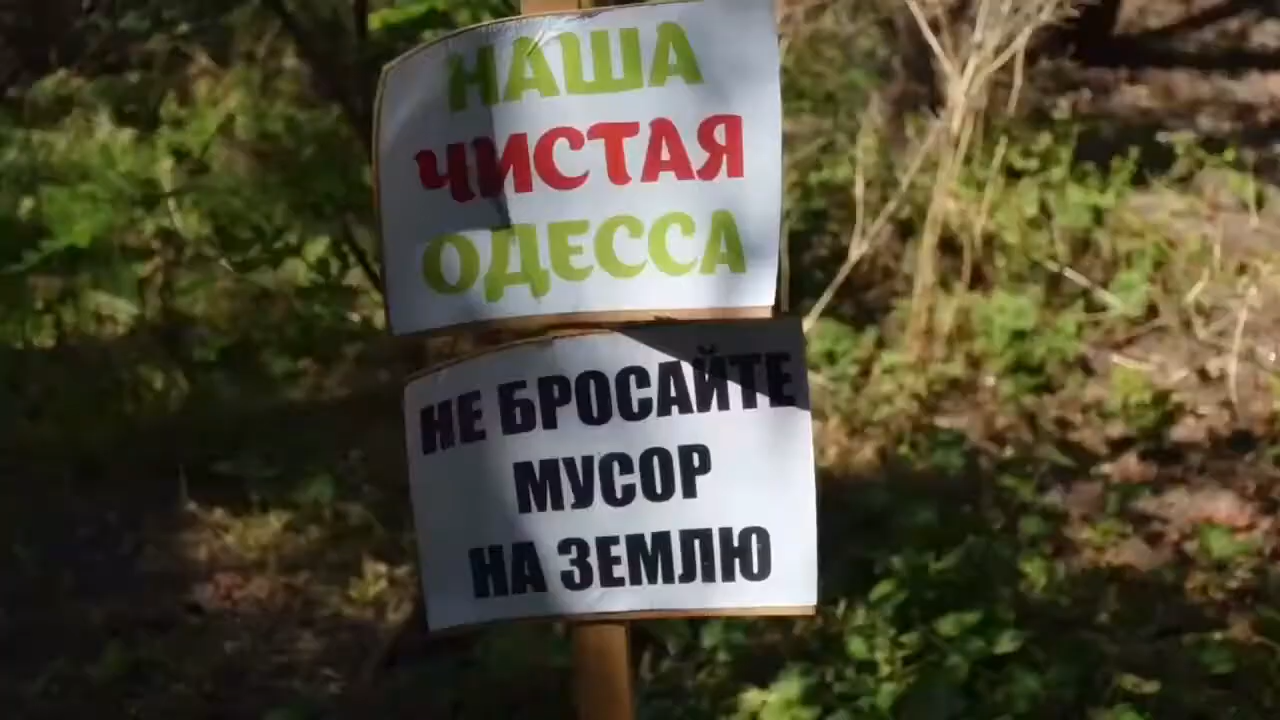 НАША
ЧИСТАЯ
ОДЕССА
НЕ БРОСАЙТЕ
МУСОР
НА ЗЕМЛЮ